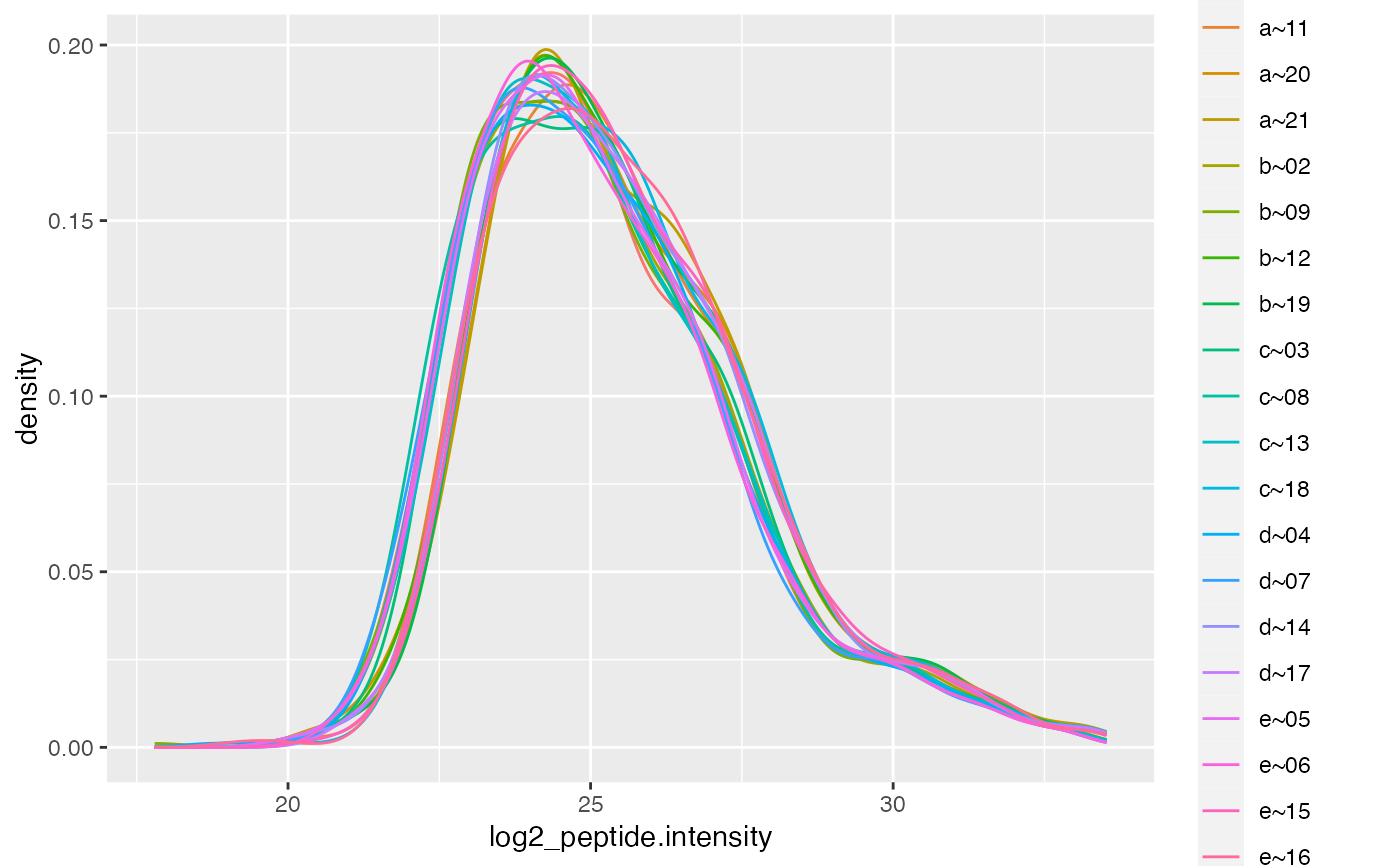 0.20
0.15
0.10
0.05
0.00
density
20 25 30
log2_peptide.intensity
a~11
a~20
a~21
b~02
b~09
b~12
b~19
c~03
c~08
c~13
c~18
d~04
d~07
d~14
d~17
e~05
e~06
e~15
e~16